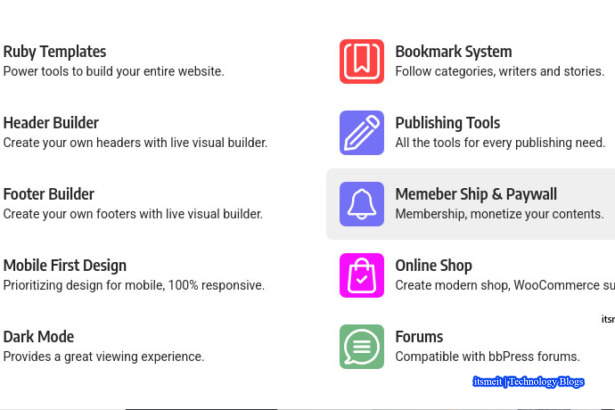 Ruby Templates
Power tools to build your entire website.
Header Builder
Create your own headers with live visual builder.
Footer Builder
Create your own footers with live visual builder.
Mobile First Design
Prioritizing design for mobile, 100% responsive.
Dark Mode
Provides a great viewing experience.
Bookmark System
Follow categories, writers and stories.
Publishing Tools
All the tools for every publishing need.
Memeber Ship & Paywall
Membership, monetize your contents.
Online Shop
Create modern shop, WooCommerce su
itsr
Forums
Compatible with bbPress forums.
itsmeit | Technology Blogs